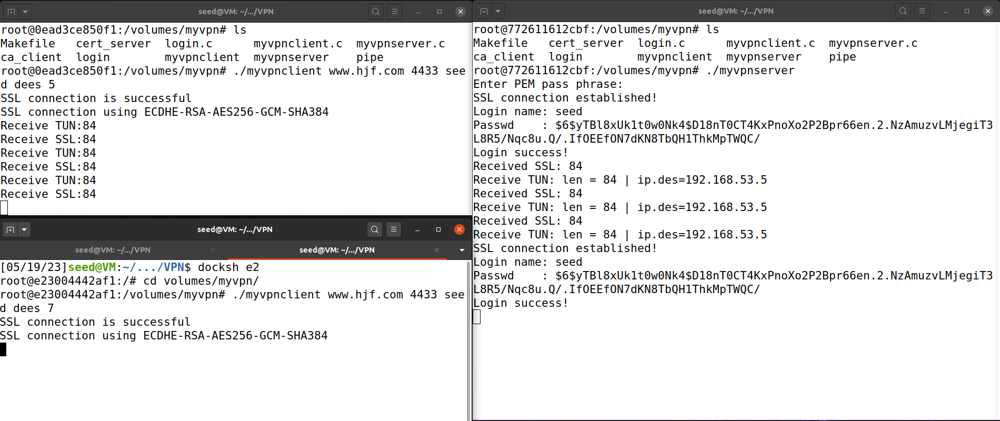 seed@VM: ~/.../VPN
root@0ead3ce850f1:/volumes/myvpn# ls
Makefile   cert_server  login.c      myvpnclient.c  myvpnserver.c
ca_client  login        myvpnclient  myvpnserver    pipe
root@0ead3ce850f1:/volumes/myvpn# ./myvpnclient www.hjf.com 4433 see
d dees 5
SSL connection is successful
SSL connection using ECDHE-RSA-AES256-GCM-SHA384
Receive TUN:84
Receive SSL:84
Receive TUN:84
Receive SSL:84
Receive TUN:84
Receive SSL:84
seed@VM: ~/.../VPN
seed@VM: ~/.../VPN
seed@VM: ~/.../VPN
[05/19/23]seed@VM:~/.../VPN$ docksh e2
root@e23004442af1:/# cd volumes/myvpn/
root@e23004442af1:/volumes/myvpn# ./myvpnclient www.hjf.com 4433 see
d dees 7
SSL connection is successful
SSL connection using ECDHE-RSA-AES256-GCM-SHA384
seed@VM: ~/.../VPN
root@772611612cbf:/volumes/myvpn# ls
Makefile   cert_server  login.c      myvpnclient.c  myvpnserver.c
ca_client  login        myvpnclient  myvpnserver    pipe
root@772611612cbf:/volumes/myvpn# ./myvpnserver
Enter PEM pass phrase:
SSL connection established!
Login name: seed
Passwd    : $6$yTBl8xUk1t0w0Nk4$D18nT0CT4KxPnoXo2P2Bpr66en.2.NzAmuzvLMjegiT3
L8R5/Nqc8u.Q/.IfOEEfON7dKN8TbQH1ThkMpTWQC/
Login success!
Received SSL: 84
Receive TUN: len = 84 | ip.des=192.168.53.5
Received SSL: 84
Receive TUN: len = 84 | ip.des=192.168.53.5
Received SSL: 84
Receive TUN: len = 84 | ip.des=192.168.53.5
SSL connection established!
Login name: seed
Passwd    : $6$yTBl8xUk1t0w0Nk4$D18nT0CT4KxPnoXo2P2Bpr66en.2.NzAmuzvLMjegiT3
L8R5/Nqc8u.Q/.IfOEEfON7dKN8TbQH1ThkMpTWQC/
Login success!